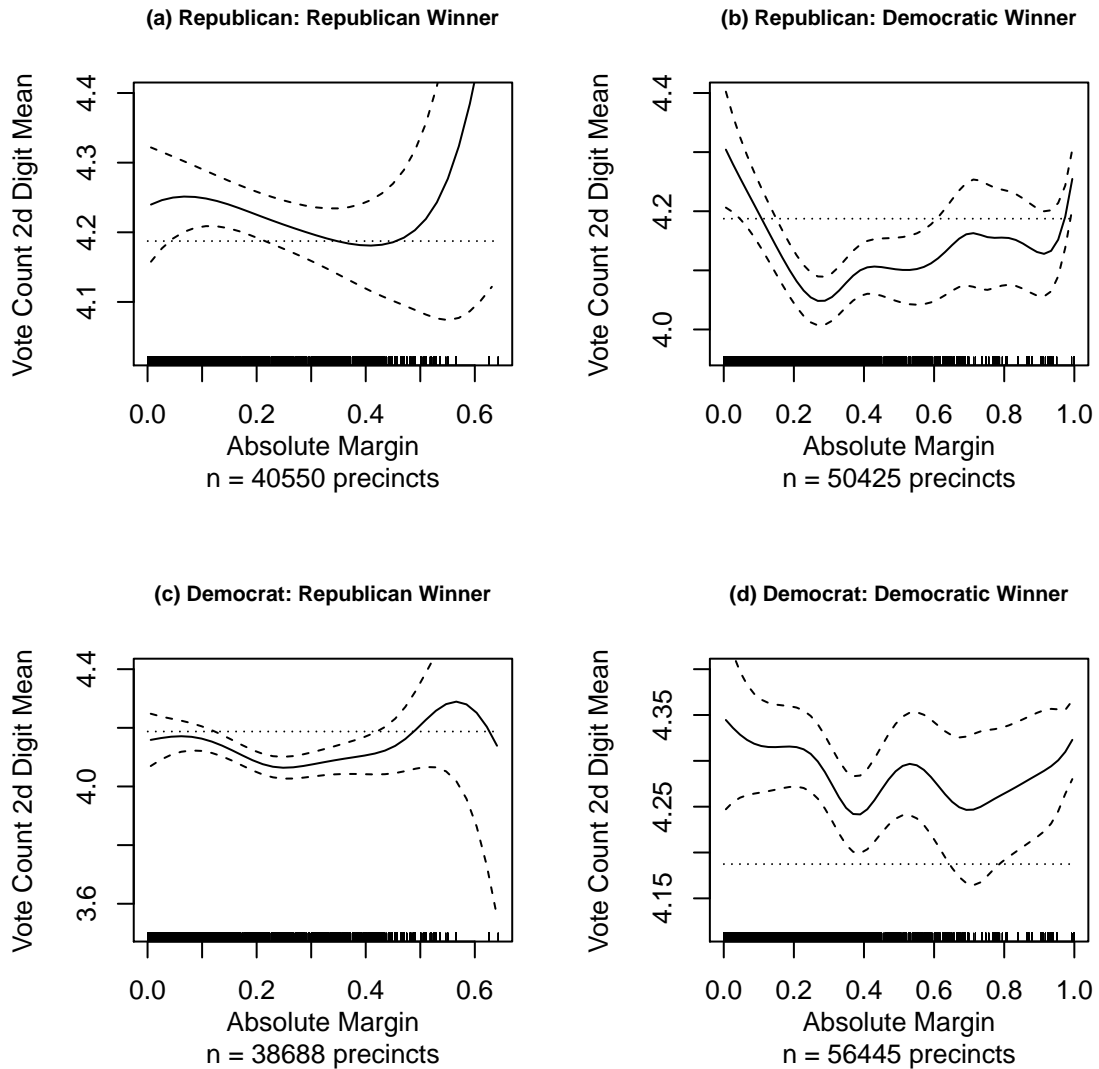 (a) Republican: Republican Winner
Vote Count 2d Digit Mean
4.4
4.3
4.2
4.1
0.0 0.2 0.4 0.6
Absolute Margin
n = 40550 precincts
(b) Republican: Democratic Winner
Vote Count 2d Digit Mean
4.4
4.2
4.0
0.0 0.2 0.4 0.6 0.8 1.0
Absolute Margin
n = 50425 precincts
(c) Democrat: Republican Winner
Vote Count 2d Digit Mean
4.4
4.0
3.6
0.0 0.2 0.4 0.6
Absolute Margin
n = 38688 precincts
(d) Democrat: Democratic Winner
Vote Count 2d Digit Mean
4.35
4.25
4.15
0.0 0.2 0.4 0.6 0.8 1.0
Absolute Margin
n = 56445 precincts